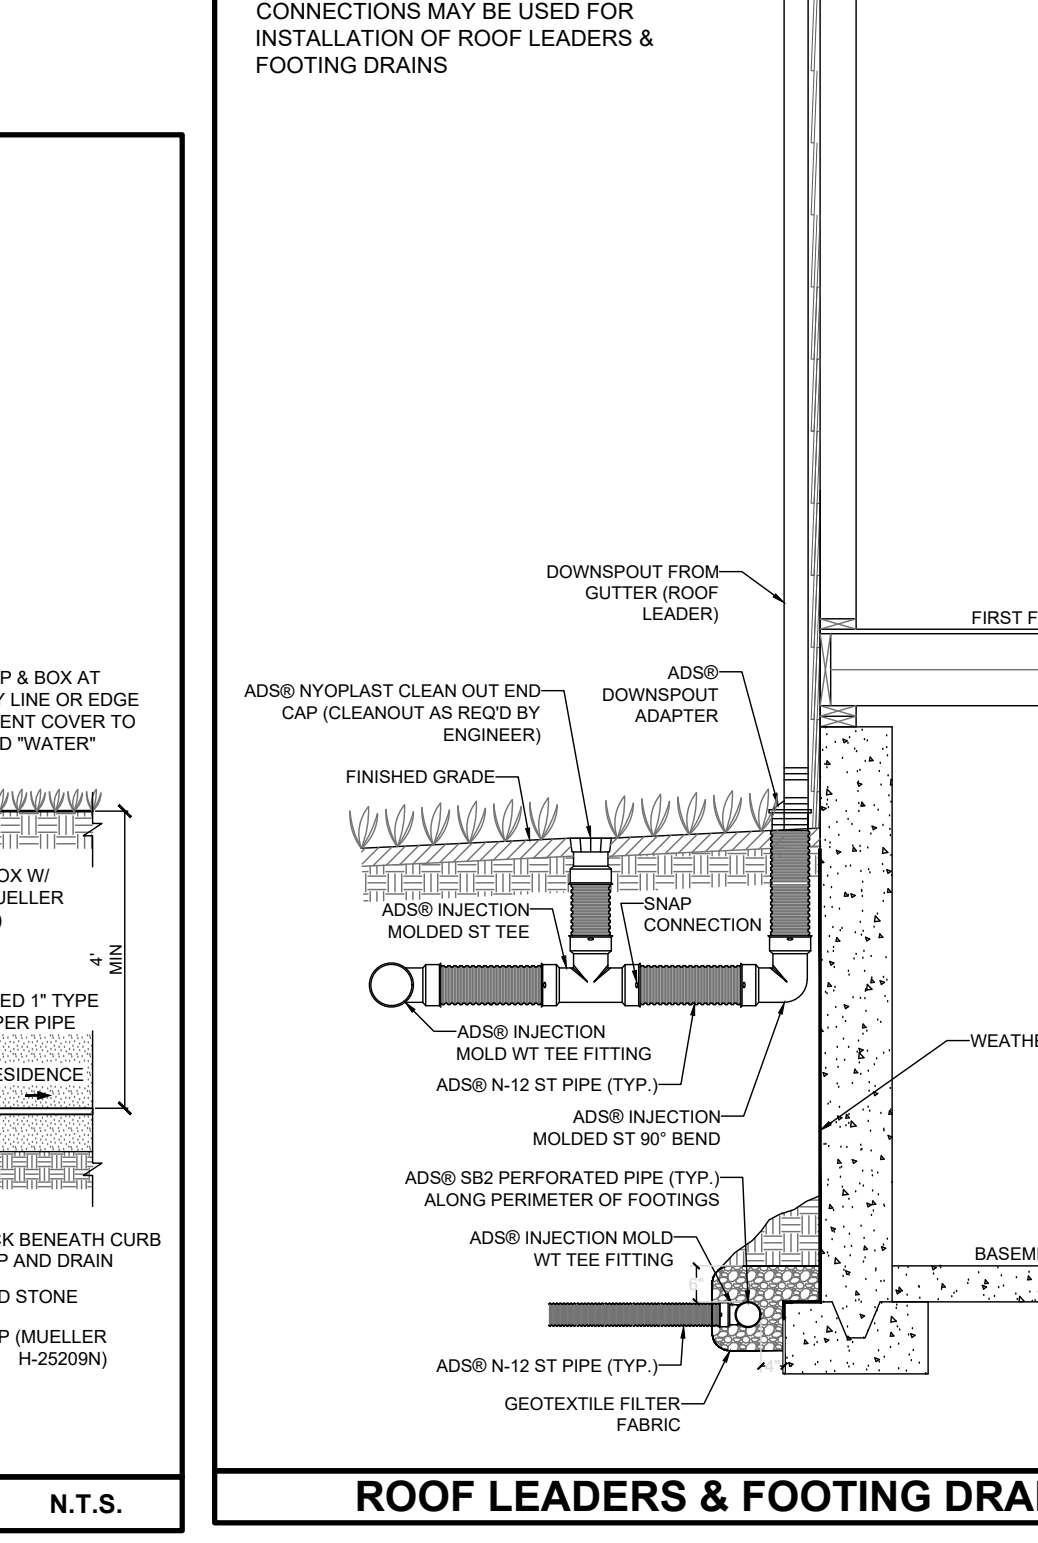 CONNECTIONS MAY BE USED FOR
INSTALLATION OF ROOF LEADERS &
FOOTING DRAINS
DOWNSPOUT FROM
GUTTER (ROOF
LEADER)
FIRST F
ADS®
DOWNSPOUT
ADAPTER
ADS® NYOPLAST CLEAN OUT END
CAP (CLEANOUT AS REQ'D BY
ENGINEER)
FINISHED GRADE
ADS® INJECTION
MOLDED ST TEE
SNAP
CONNECTION
ADS® INJECTION
MOLD WT TEE FITTING
ADS® N-12 ST PIPE (TYP.)
ADS® INJECTION
MOLDED ST 90° BEND
WEATHE
ADS® SB2 PERFORATED PIPE (TYP.)
ALONG PERIMETER OF FOOTINGS
ADS® INJECTION MOLD
WT TEE FITTING
6"
BASEM
ADS® N-12 ST PIPE (TYP.)
4"
GEOTEXTILE FILTER
FABRIC
ROOF LEADERS & FOOTING DRA
P & BOX AT
Y LINE OR EDGE
ENT COVER TO
D "WATER"
OX W/
UELLER
)
4'
MIN
ED 1" TYPE
PER PIPE
ESIDENCE
CK BENEATH CURB
P AND DRAIN
D STONE
P (MUELLER
H-25209N)
N.T.S.